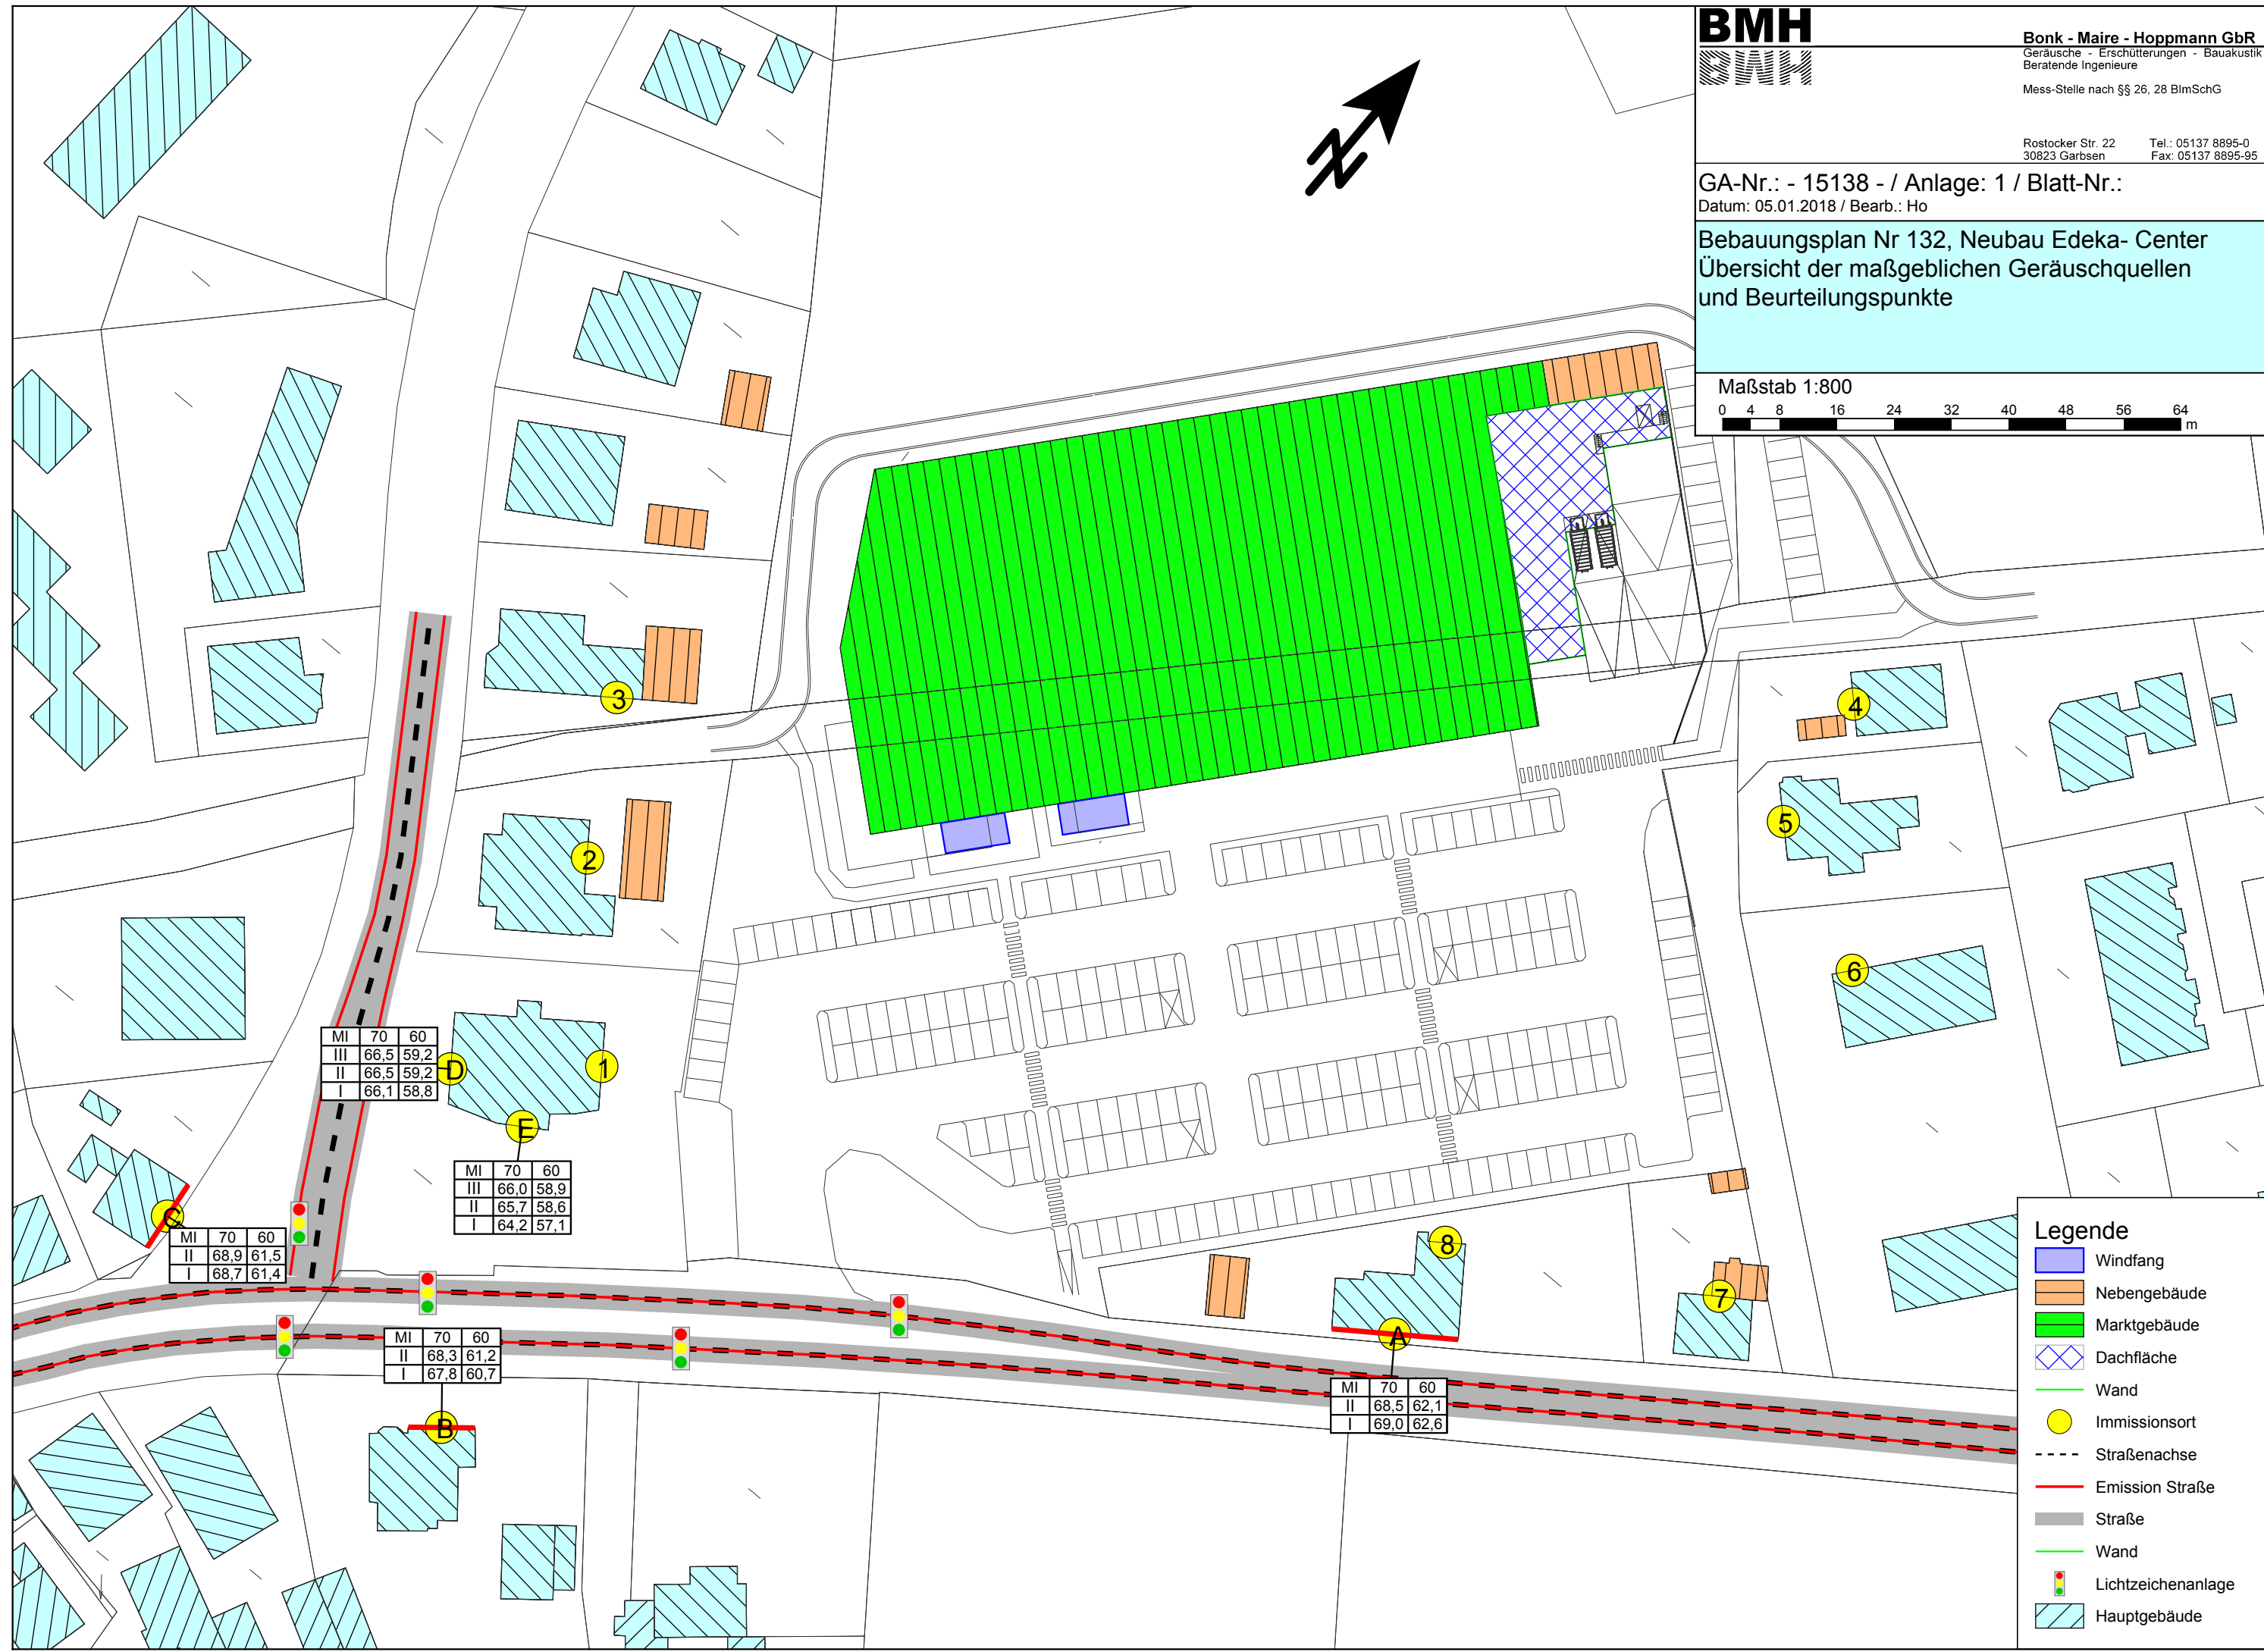 BMH
BMH
Bonk - Maire - Hoppmann GbR
Geräusche - Erschütterungen - Bauakustik
Beratende Ingenieure
Mess-Stelle nach §§ 26, 28 BImSchG
Rostocker Str. 22 Tel.: 05137 8895-0
30823 Garbsen Fax: 05137 8895-95
GA-Nr.: - 15138 - / Anlage: 1 / Blatt-Nr.:
Datum: 05.01.2018 / Bearb.: Ho
Bebauungsplan Nr 132, Neubau Edeka- Center
Übersicht der maßgeblichen Geräuschquellen
und Beurteilungspunkte
Maßstab 1:800
0 4 8 16 24 32 40 48 56 64
m
3
4
2
5
6
MI 70 60
III 66,5 59,2
II 66,5 59,2
I 66,1 58,8
D
1
E
MI 70 60
III 66,0 58,9
II 65,7 58,6
I 64,2 57,1
C
MI 70 60
II 68,9 61,5
I 68,7 61,4
8
7
A
MI 70 60
II 68,3 61,2
I 67,8 60,7
B
MI 70 60
II 68,5 62,1
I 69,0 62,6
Legende
Windfang
Nebengebäude
Marktgebäude
Dachfläche
Wand
Immissionsort
Straßenachse
Emission Straße
Straße
Wand
Lichtzeichenanlage
Hauptgebäude